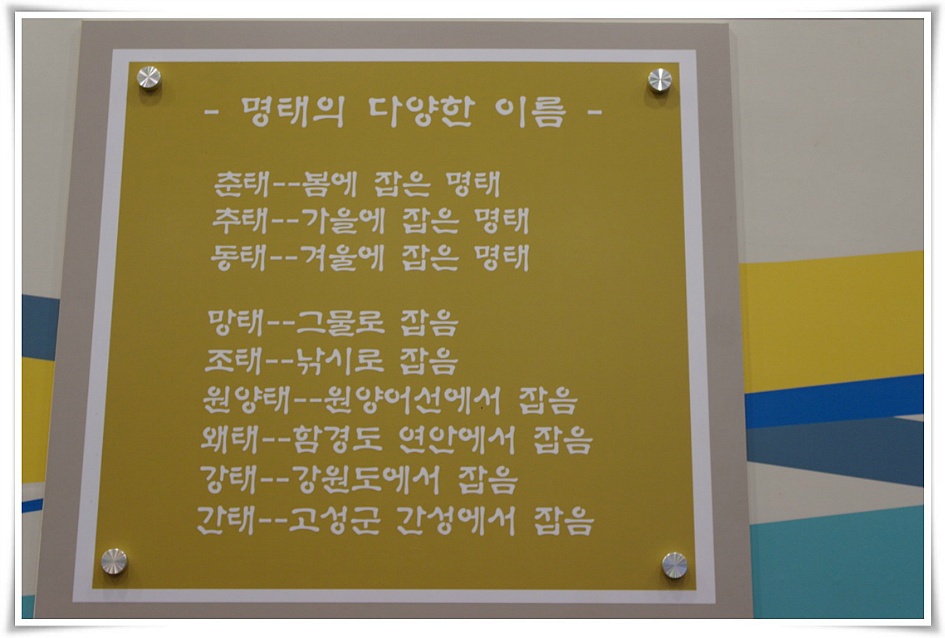 - 명태의 다양한 이름 -
춘태--봄에 잡은 명태
추태--가을에 잡은 명태
동태--겨울에 잡은 명태
망태--그물로 잡음
조태--낚시로 잡음
원양태--원양어선에서 잡음
왜태--함경도 연안에서 잡음
강태--강원도에서 잡음
간태--고성군 간성에서 잡음